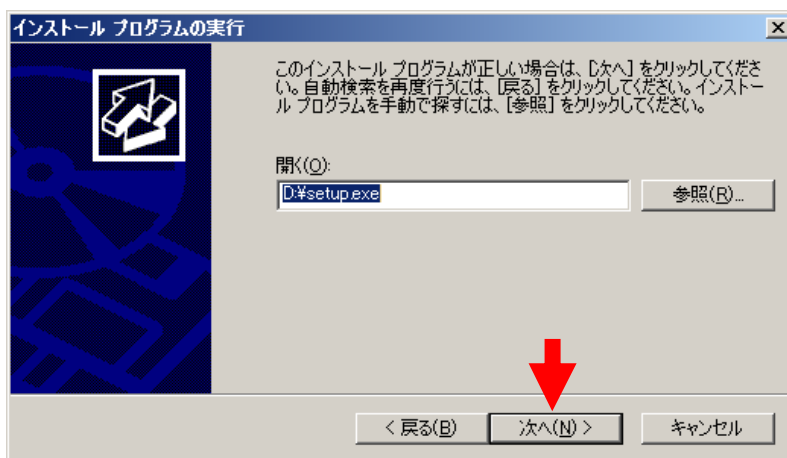 インストール プログラムの実行
このインストール プログラムが正しい場合は、[次へ] をクリックしてくださ
い。自動検索を再度行うには、[戻る] をクリックしてください。インストー
ル プログラムを手動で探すには、[参照] をクリックしてください。
開く(O):
D:¥setup.exe
参照(R)...
< 戻る(B)
次へ(N) >
キャンセル